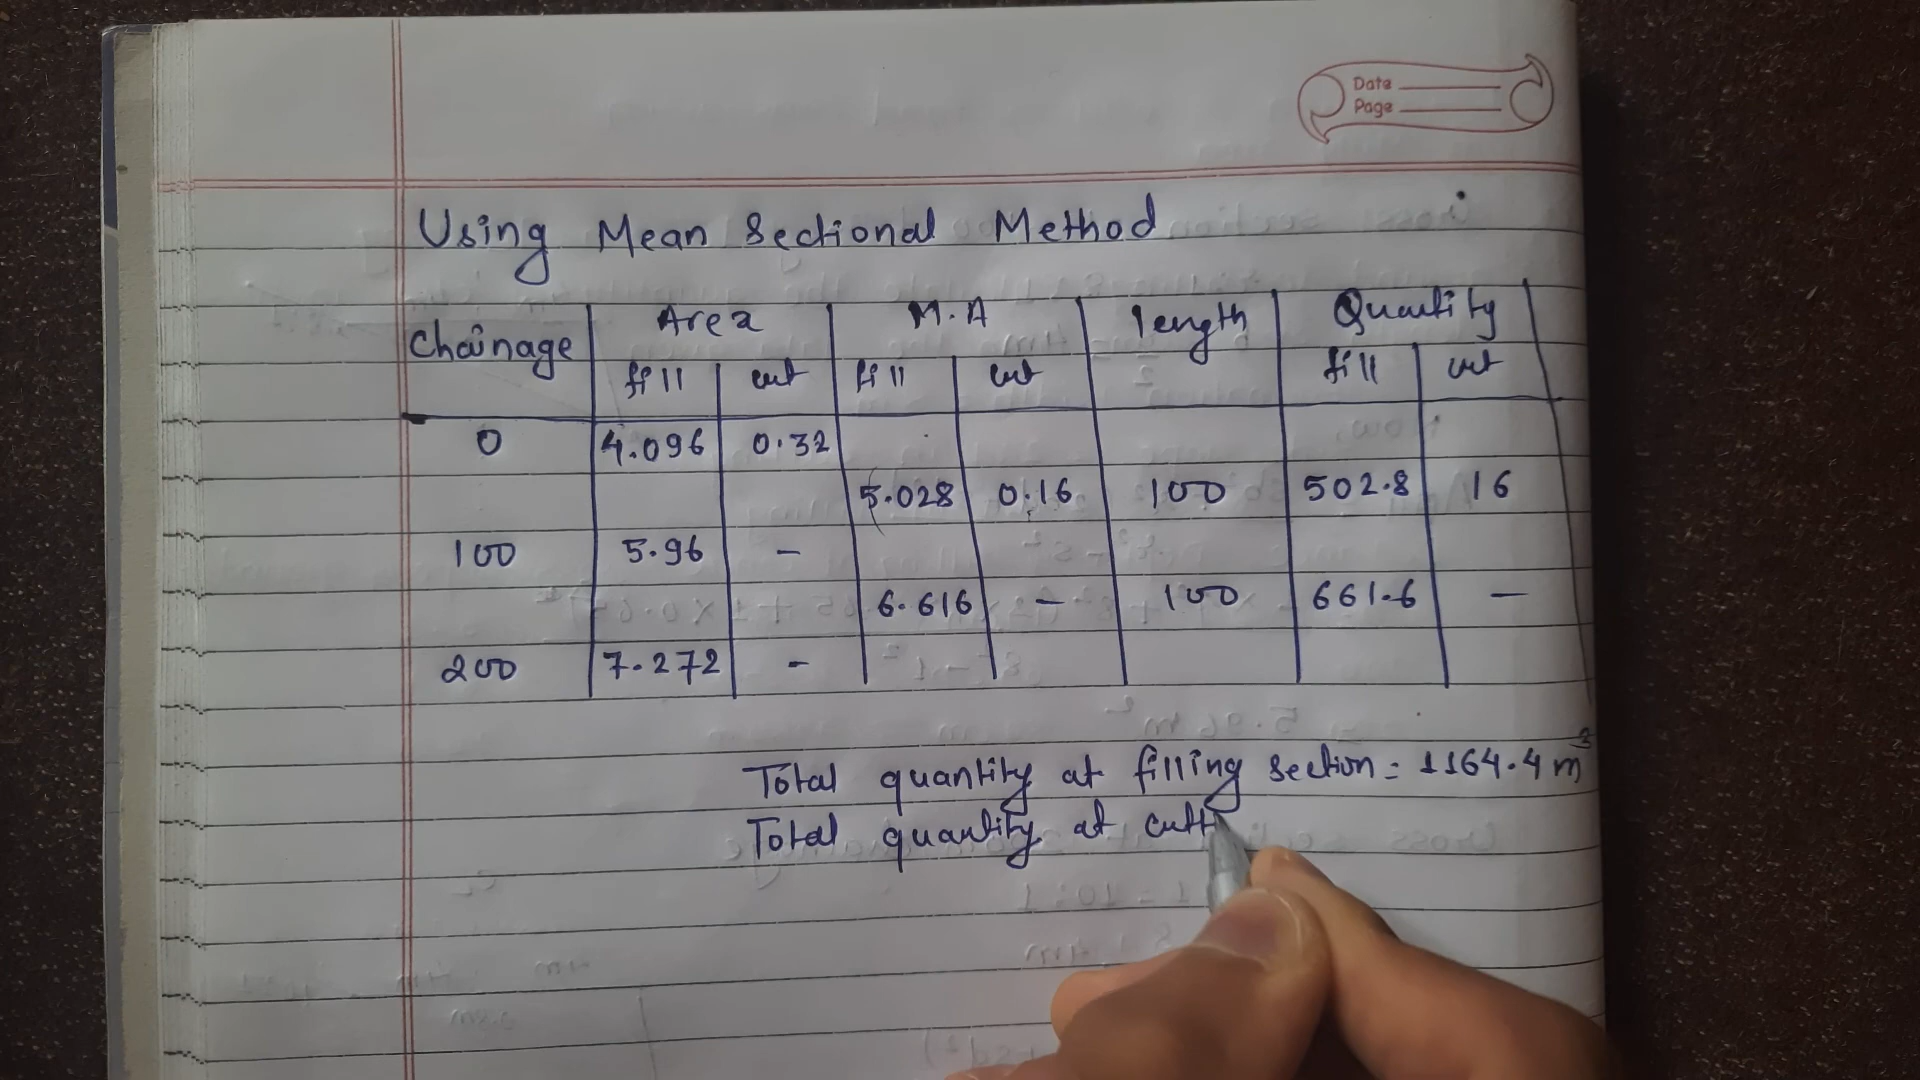 Date
Page
Using Mean Sectional Method
Chainage Area M.A length Quantity
fill cut fill cut fill cut
0 4.096 0.32
5.028 0.16 100 502.8 16
100 5.96 -
6.616 - 100 661.6 -
200 7.272 -
Total quantity at filling section = 1164.4 m³
Total quantity at cutt